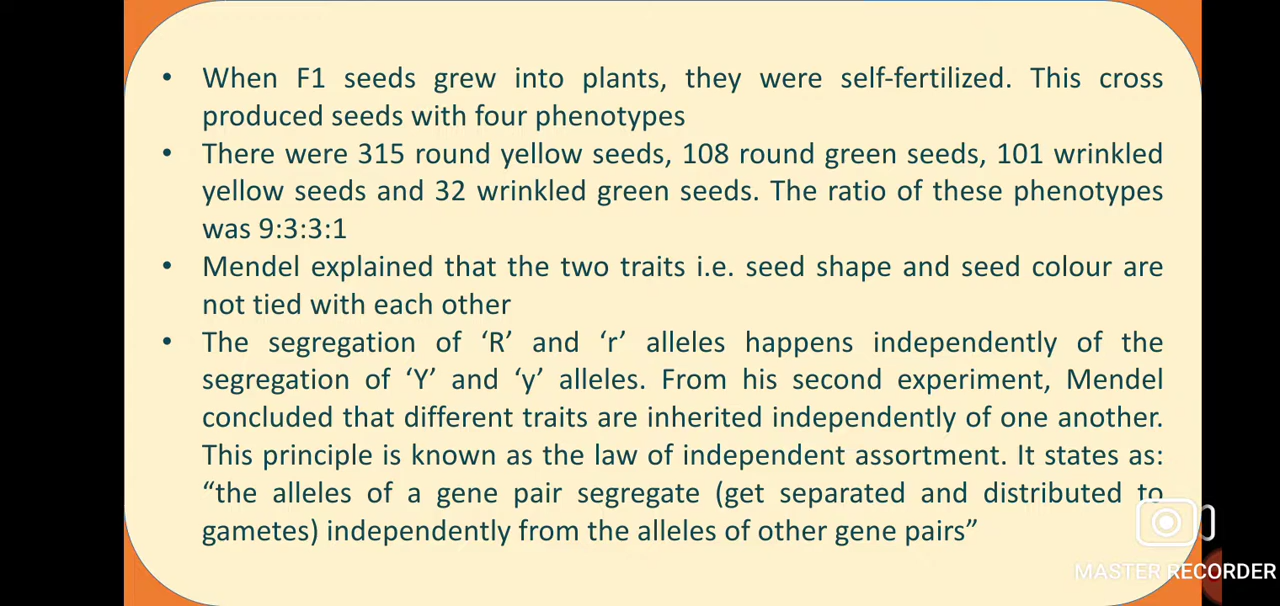 • When F1 seeds grew into plants, they were self-fertilized. This cross
produced seeds with four phenotypes
• There were 315 round yellow seeds, 108 round green seeds, 101 wrinkled
yellow seeds and 32 wrinkled green seeds. The ratio of these phenotypes
was 9:3:3:1
• Mendel explained that the two traits i.e. seed shape and seed colour are
not tied with each other
• The segregation of ‘R’ and ‘r’ alleles happens independently of the
segregation of ‘Y’ and ‘y’ alleles. From his second experiment, Mendel
concluded that different traits are inherited independently of one another.
This principle is known as the law of independent assortment. It states as:
“the alleles of a gene pair segregate (get separated and distributed to
gametes) independently from the alleles of other gene pairs”
MASTER RECORDER